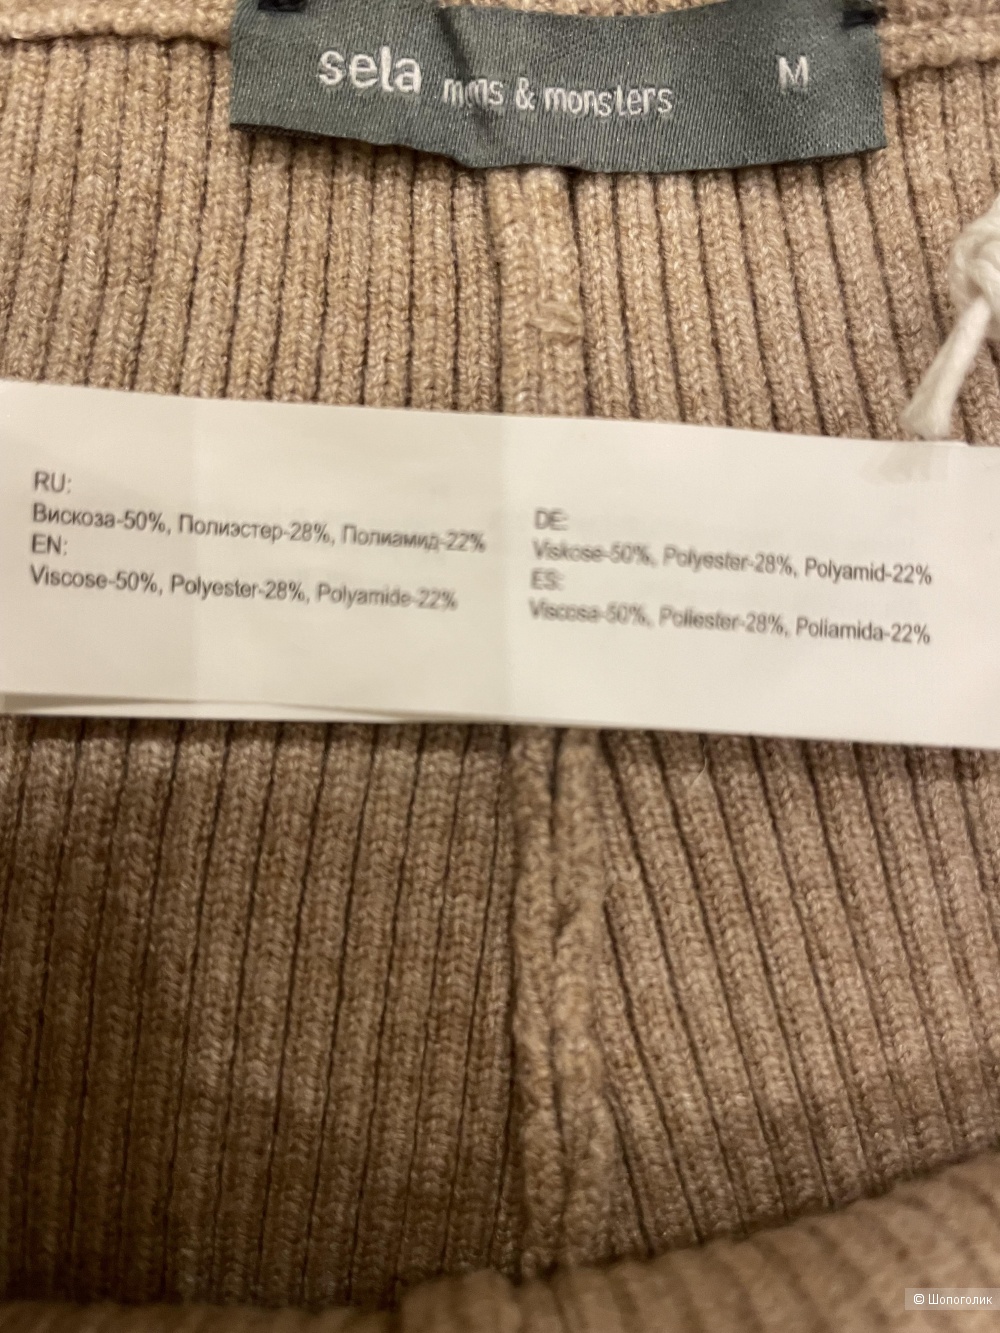 sela moms & monsters M
RU:
Вискоза-50%, Полиэстер-28%, Полиамид-22%
EN:
Viscose-50%, Polyester-28%, Polyamide-22%
DE:
Viskose-50%, Polyester-28%, Polyamid-22%
ES:
Viscosa-50%, Poliester-28%, Poliamida-22%
© Шопоголик